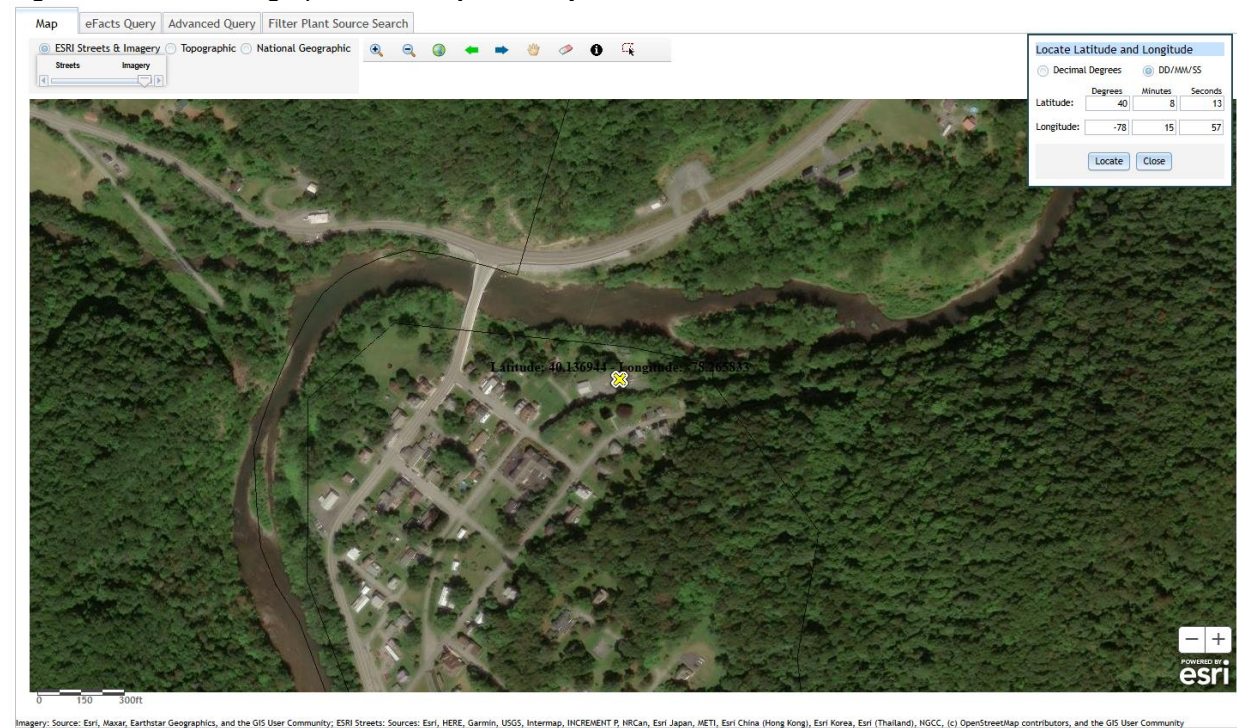 Map eFacts Query Advanced Query Filter Plant Source Search
ESRI Streets & Imagery Topographic National Geographic
Streets Imagery
Locate Latitude and Longitude
Decimal Degrees DD/MM/SS
Degrees Minutes Seconds
Latitude: 40 8 13
Longitude: -78 15 57
Locate Close
Latitude: 40.136944 - Longitude: -78.265833
POWERED BY
esri
0 150 300ft
Imagery: Source: Esri, Maxar, Earthstar Geographics, and the GIS User Community; ESRI Streets: Sources: Esri, HERE, Garmin, USGS, Intermap, INCREMENT P, NRCan, Esri Japan, METI, Esri China (Hong Kong), Esri Korea, Esri (Thailand), NGCC, (c) OpenStreetMap contributors, and the GIS User Community